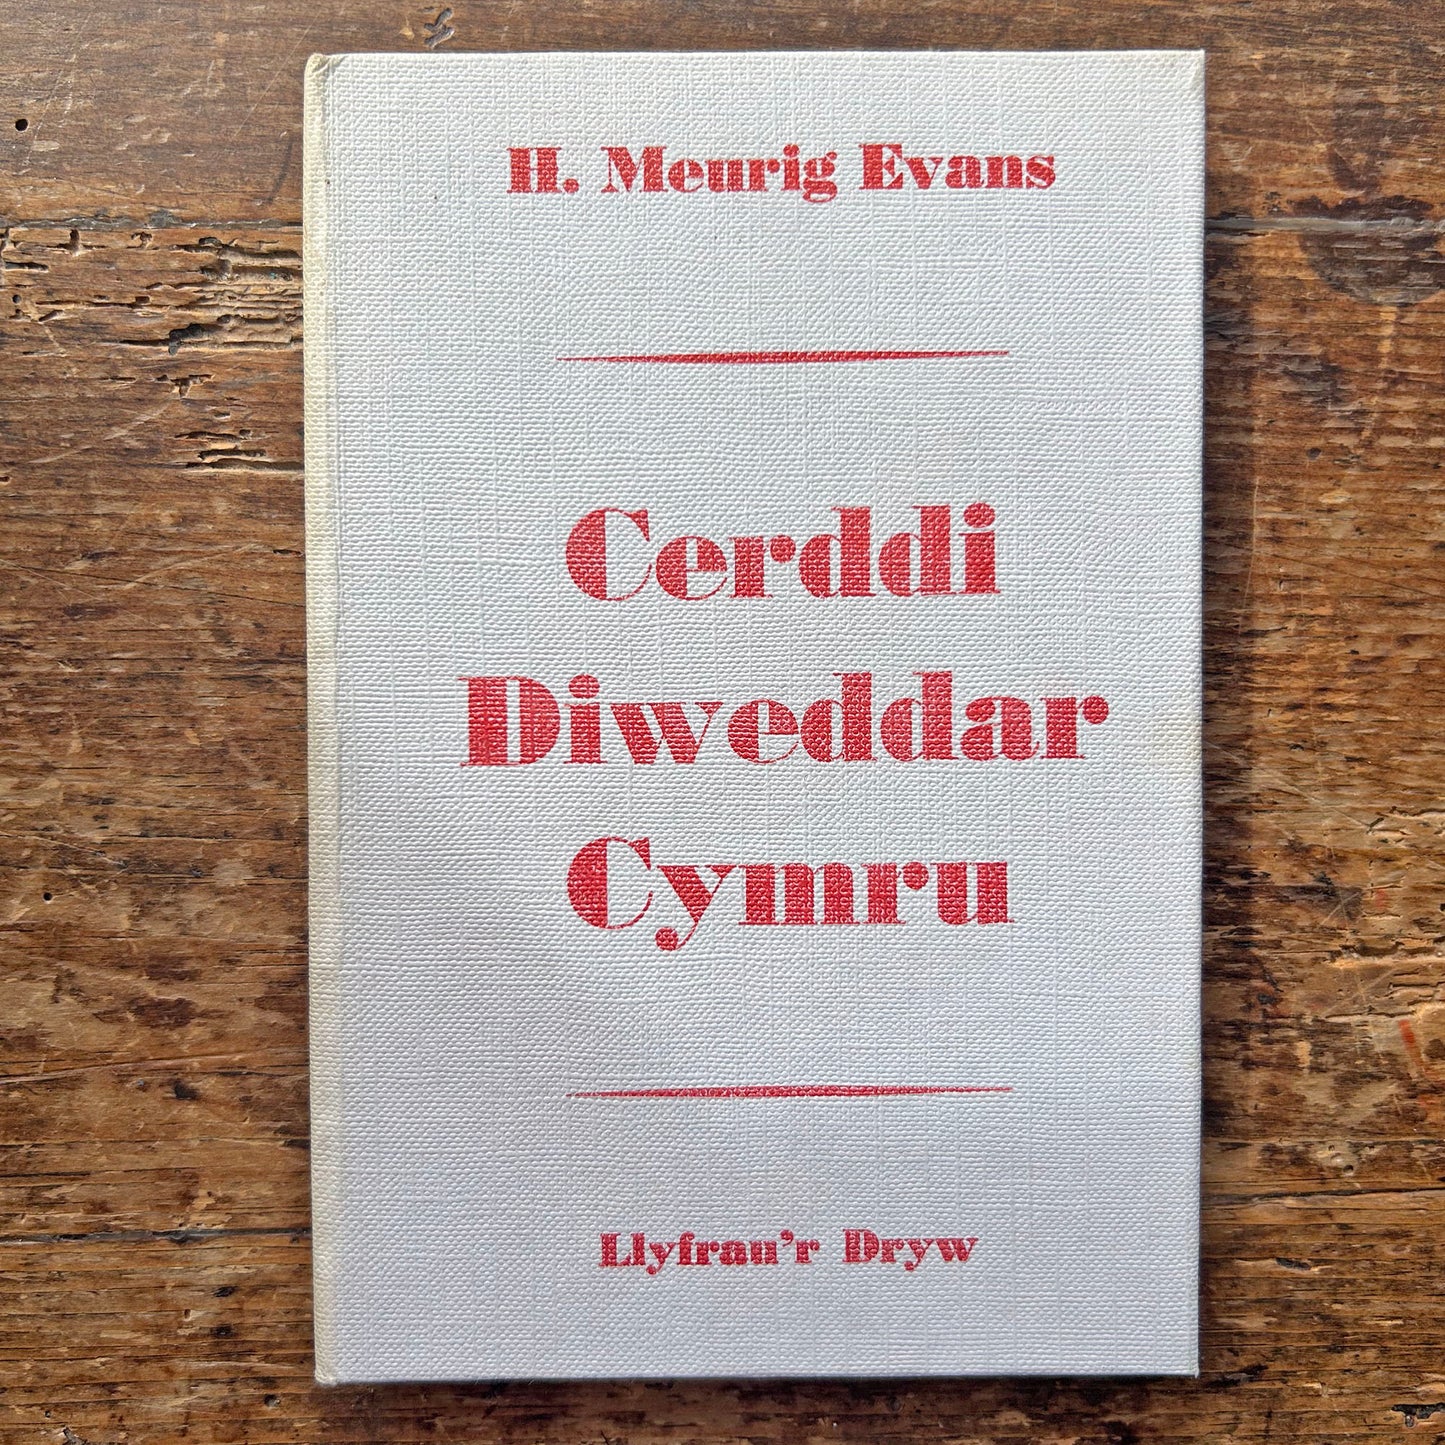 H. Meurig Evans
Cerddi
Diweddar
Cymru
Llyfrau'r Dryw